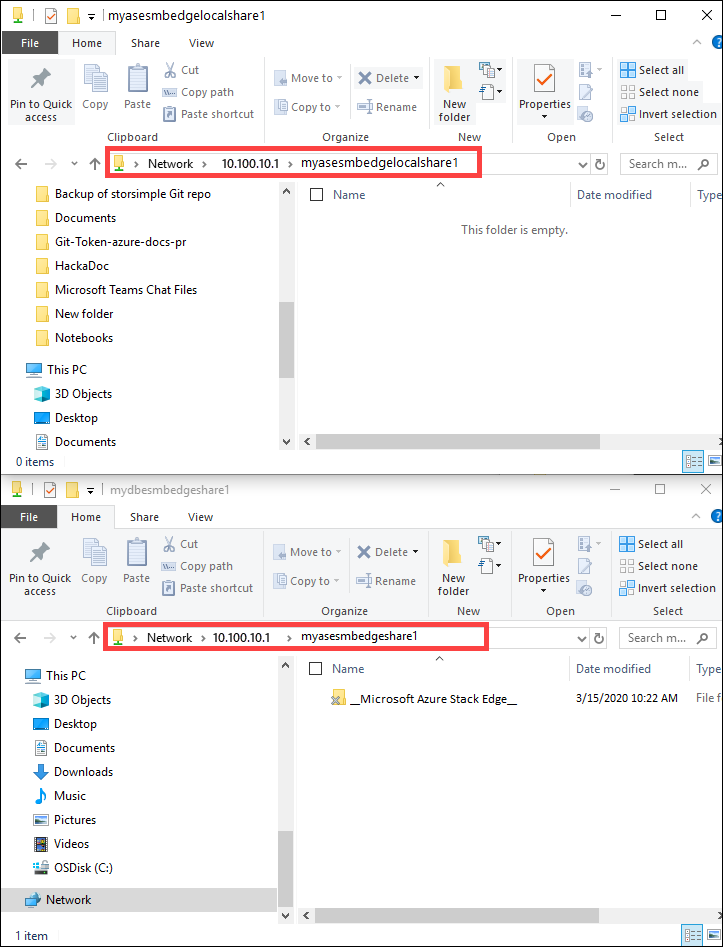 myasesmbedgelocalshare1
File Home Share View
Pin to Quick access
Copy
Paste
Cut
Copy path
Paste shortcut
Clipboard
Move to
Copy to
Delete
Rename
Organize
New folder
New
Properties
Open
Select all
Select none
Invert selection
Select
Network > 10.100.10.1 > myasesmbedgelocalshare1
Search m...
Backup of storsimple Git repo
Documents
Git-Token-azure-docs-pr
HackaDoc
Microsoft Teams Chat Files
New folder
Notebooks
This PC
3D Objects
Desktop
Documents
Name Date modified Type
This folder is empty.
0 items
mydbesmbedgeshare1
File Home Share View
Pin to Quick access
Copy
Paste
Cut
Copy path
Paste shortcut
Clipboard
Move to
Copy to
Delete
Rename
Organize
New folder
New
Properties
Open
Select all
Select none
Invert selection
Select
Network > 10.100.10.1 > myasesmbedgeshare1
Search m...
This PC
3D Objects
Desktop
Documents
Downloads
Music
Pictures
Videos
OSDisk (C:)
Network
Name Date modified Type
__Microsoft Azure Stack Edge__ 3/15/2020 10:22 AM File f
1 item